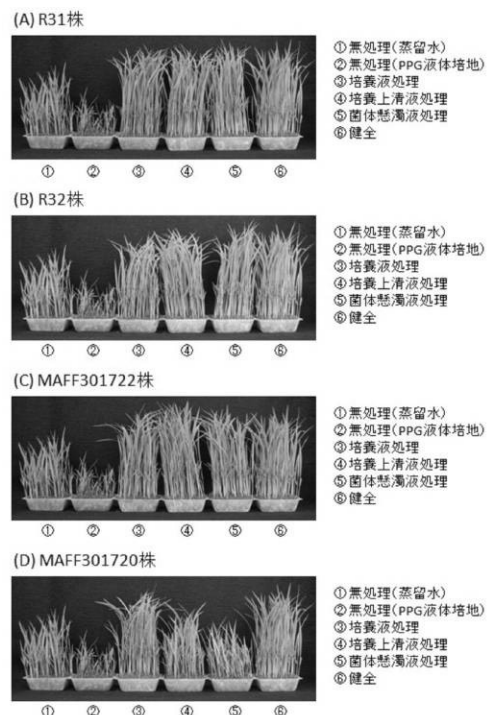 (A) R31株
①無処理(蒸留水)
②無処理(PPG液体培地)
③培養液処理
④培養上清液処理
⑤菌体懸濁液処理
⑥健全
① ② ③ ④ ⑤ ⑥
(B) R32株
①無処理(蒸留水)
②無処理(PPG液体培地)
③培養液処理
④培養上清液処理
⑤菌体懸濁液処理
⑥健全
① ② ③ ④ ⑤ ⑥
(C) MAFF301722株
①無処理(蒸留水)
②無処理(PPG液体培地)
③培養液処理
④培養上清液処理
⑤菌体懸濁液処理
⑥健全
① ② ③ ④ ⑤ ⑥
(D) MAFF301720株
①無処理(蒸留水)
②無処理(PPG液体培地)
③培養液処理
④培養上清液処理
⑤菌体懸濁液処理
⑥健全
① ② ③ ④ ⑤ ⑥